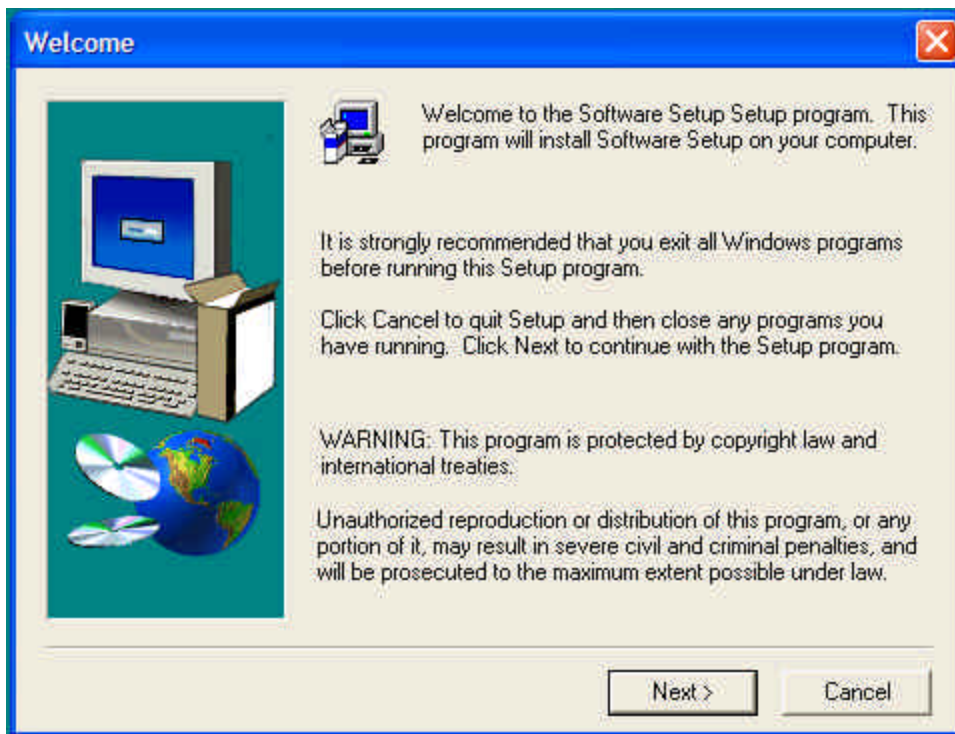 Welcome
Welcome to the Software Setup Setup program. This
program will install Software Setup on your computer.
It is strongly recommended that you exit all Windows programs
before running this Setup program.
Click Cancel to quit Setup and then close any programs you
have running. Click Next to continue with the Setup program.
WARNING: This program is protected by copyright law and
international treaties.
Unauthorized reproduction or distribution of this program, or any
portion of it, may result in severe civil and criminal penalties, and
will be prosecuted to the maximum extent possible under law.
Next >
Cancel